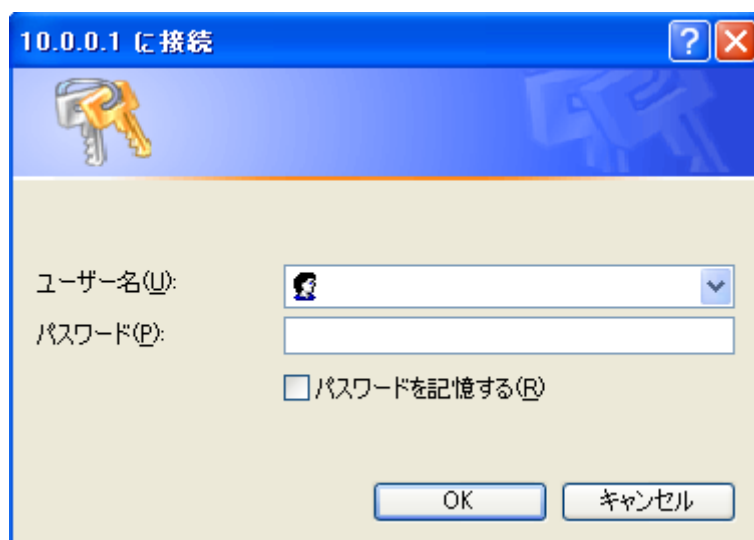 10.0.0.1 に接続
ユーザー名(U):
パスワード(P):
パスワードを記憶する(R)
OK
キャンセル